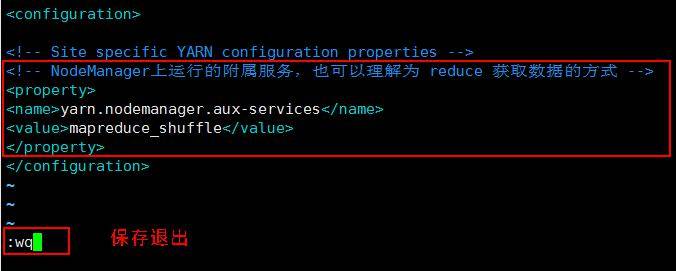 <configuration>
<!-- Site specific YARN configuration properties -->
<!-- NodeManager上运行的附属服务，也可以理解为 reduce 获取数据的方式 -->
<property>
<name>yarn.nodemanager.aux-services</name>
<value>mapreduce_shuffle</value>
</property>
</configuration>
~
~
~
:wq 保存退出